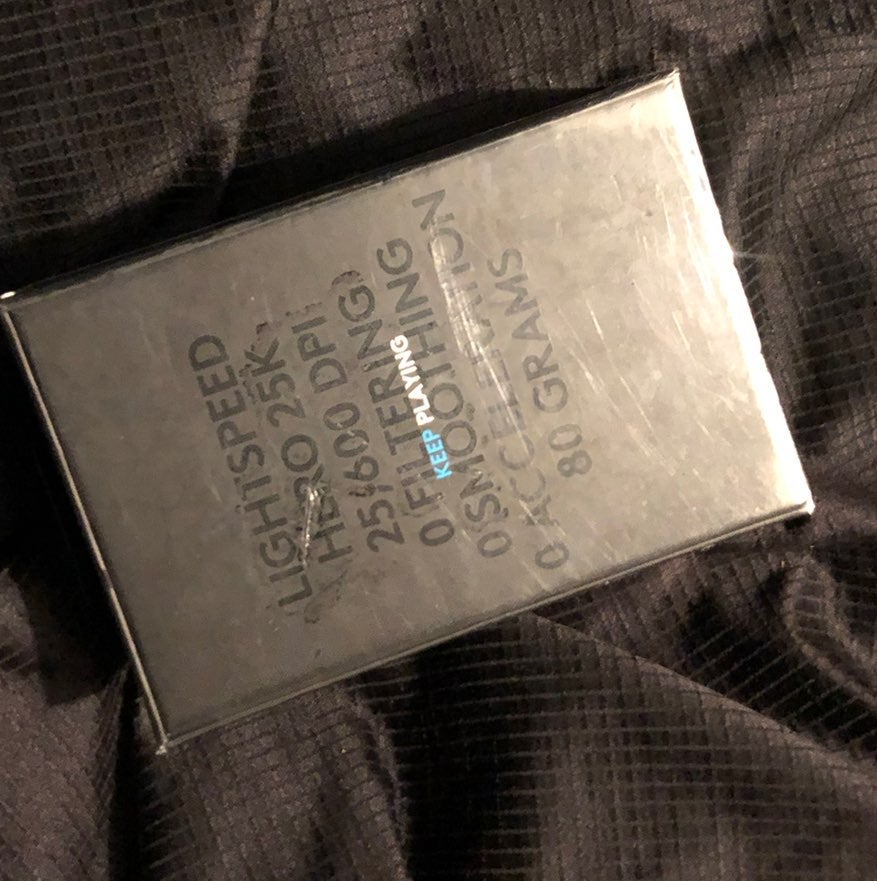 LIGHTSPEED
HERO 25K
25,600 DPI
0 FILTERING
KEEP PLAYING
0 SMOOTHING
0 ACCELERATION
80 GRAMS